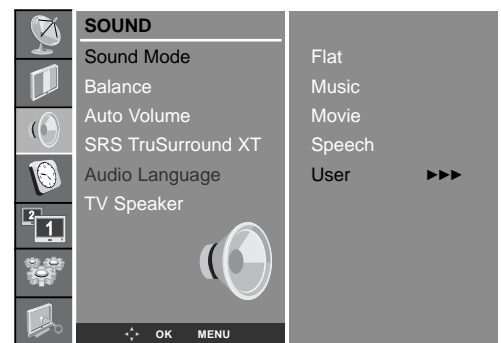 SOUND
Sound Mode
Balance
Auto Volume
SRS TruSurround XT
Audio Language
TV Speaker
Flat
Music
Movie
Speech
User ►►►
2
1
OK MENU